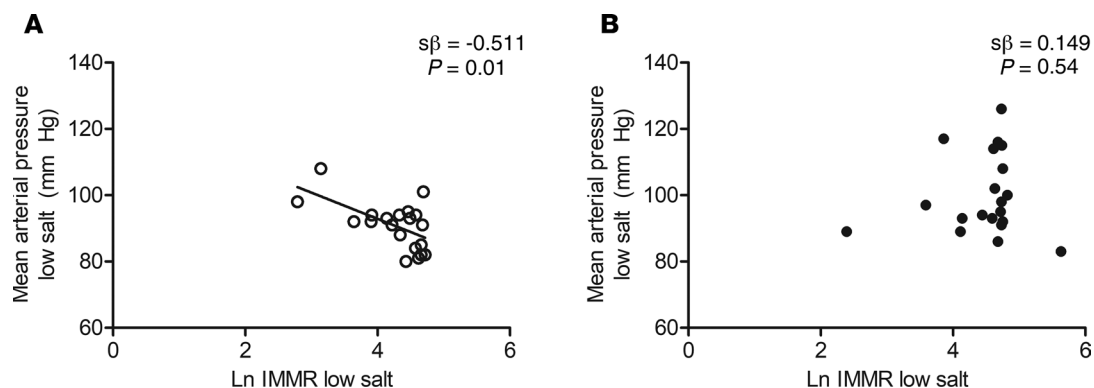 A
sβ = -0.511
P = 0.01
Mean arterial pressure
low salt (mm Hg)
140
120
100
80
60
0
2
4
6
Ln IMMR low salt
B
sβ = 0.149
P = 0.54
Mean arterial pressure
low salt (mm Hg)
140
120
100
80
60
0
2
4
6
Ln IMMR low salt